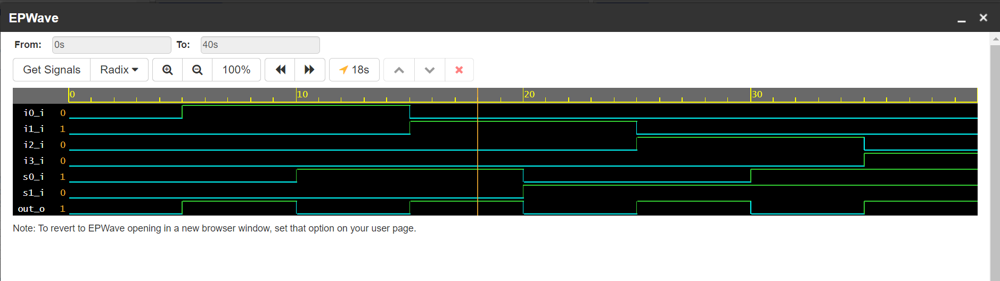 EPWave
From: 0s To: 40s
Get Signals Radix 100% 18s
0 10 20 30
i0_i 0
i1_i 1
i2_i 0
i3_i 0
s0_i 1
s1_i 0
out_o 1
Note: To revert to EPWave opening in a new browser window, set that option on your user page.